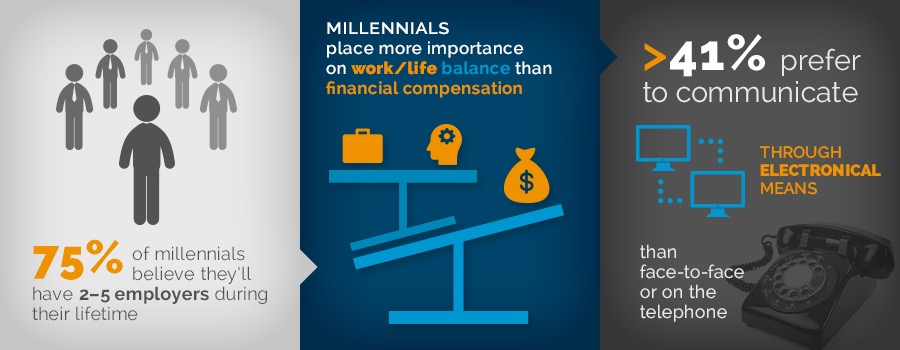 75% of millennials
believe they'll
have 2–5 employers during
their lifetime
MILLENNIALS
place more importance
on work/life balance than
financial compensation
$
>41% prefer
to communicate
THROUGH
ELECTRONICAL
MEANS
than
face-to-face
or on the
telephone